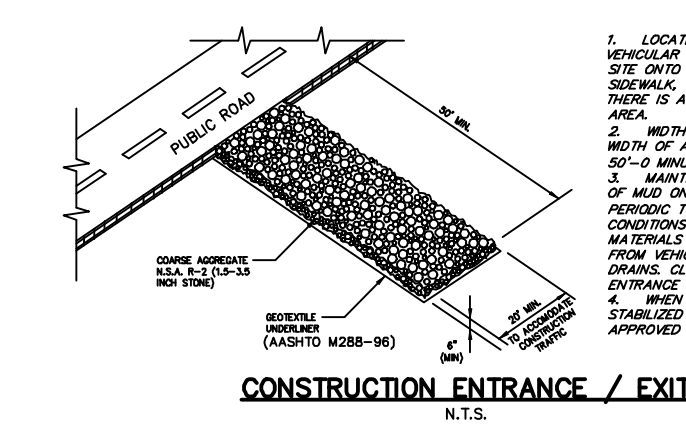 PUBLIC ROAD
50' MIN.
COARSE AGGREGATE
N.S.A. R-2 (1.5-3.5
INCH STONE)
GEOTEXTILE
UNDERLINER
(AASHTO M288-96)
6"
(MIN)
20' MIN.
TO ACCOMODATE
CONSTRUCTION
TRAFFIC
CONSTRUCTION ENTRANCE / EXIT
N.T.S.
1. LOCAT
VEHICULAR
SITE ONTO
SIDEWALK,
THERE IS A
AREA.
2. WIDTH
WIDTH OF A
50'-0 MINU
3. MAINT
OF MUD ON
PERIODIC T
CONDITIONS
MATERIALS
FROM VEHIC
DRAINS. CL
ENTRANCE
4. WHEN
STABILIZED
APPROVED